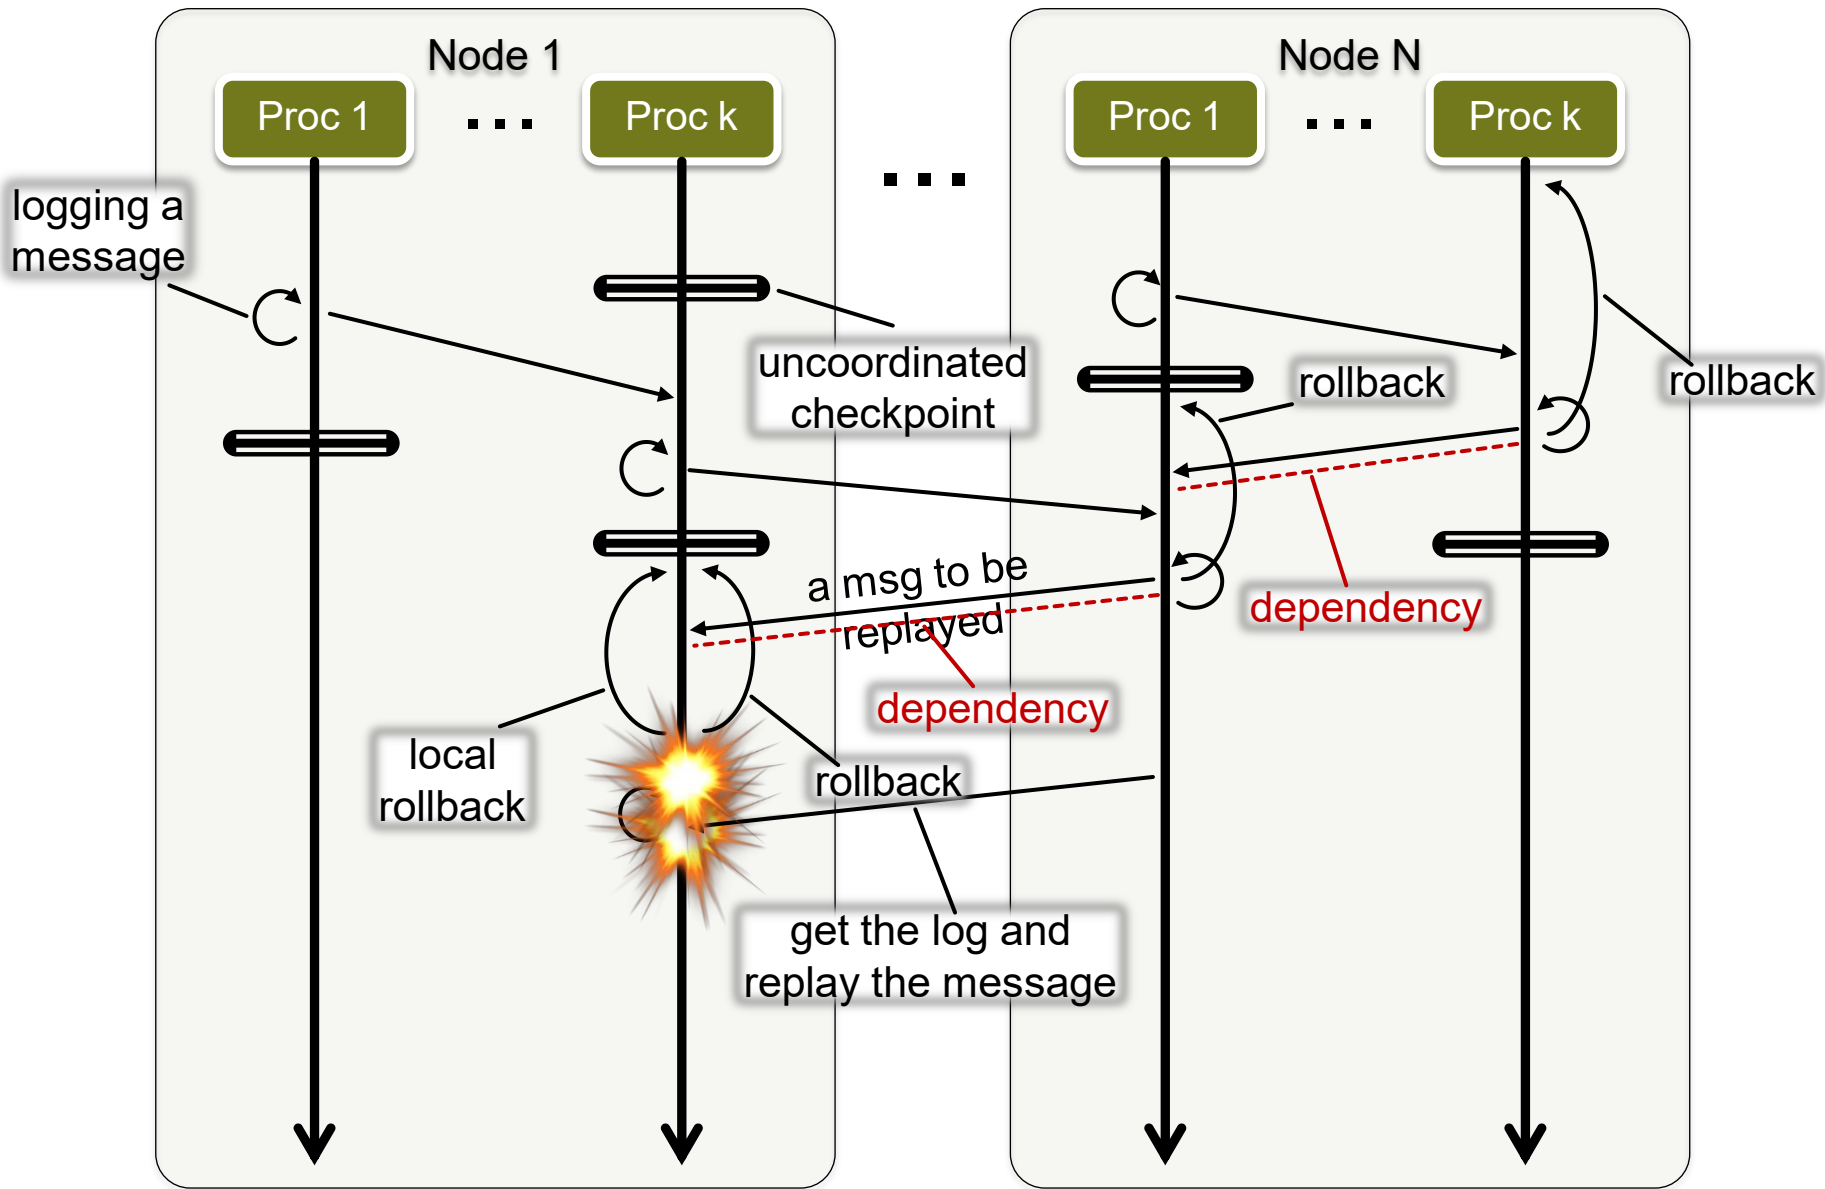 Node 1
Node N
Proc 1
Proc k
Proc 1
Proc k
logging a
message
uncoordinated
checkpoint
rollback
rollback
a msg to be
replayed
dependency
dependency
local
rollback
rollback
get the log and
replay the message